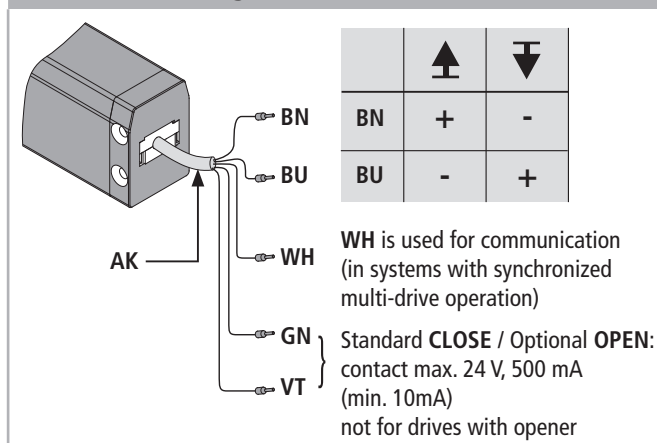 BN
BU
WH
GN
VT
AK
BN + -
BU - +
WH is used for communication
(in systems with synchronized
multi-drive operation)
Standard CLOSE / Optional OPEN:
contact max. 24 V, 500 mA
(min. 10mA)
not for drives with opener